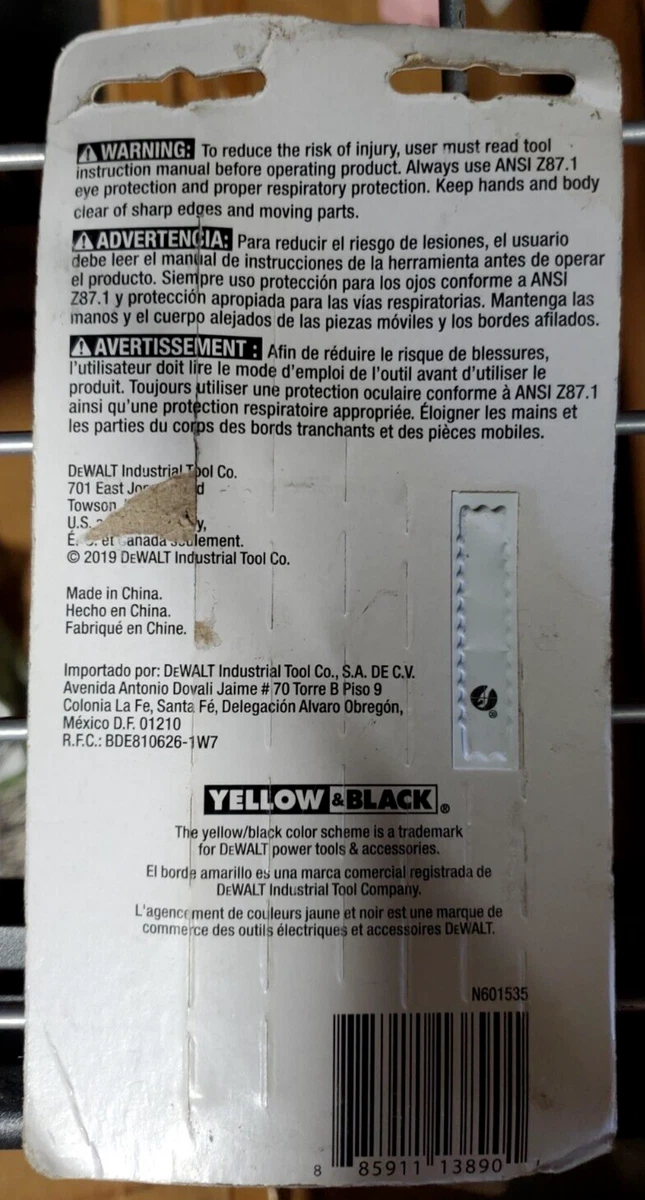 WARNING: To reduce the risk of injury, user must read tool
instruction manual before operating product. Always use ANSI Z87.1
eye protection and proper respiratory protection. Keep hands and body
clear of sharp edges and moving parts.
ADVERTENCIA: Para reducir el riesgo de lesiones, el usuario
debe leer el manual de instrucciones de la herramienta antes de operar
el producto. Siempre uso protección para los ojos conforme a ANSI
Z87.1 y protección apropiada para las vías respiratorias. Mantenga las
manos y el cuerpo alejados de las piezas móviles y los bordes afilados.
AVERTISSEMENT : Afin de réduire le risque de blessures,
l'utilisateur doit lire le mode d'emploi de l'outil avant d'utiliser le
produit. Toujours utiliser une protection oculaire conforme à ANSI Z87.1
ainsi qu'une protection respiratoire appropriée. Éloigner les mains et
les parties du corps des bords tranchants et des pièces mobiles.
DEWALT Industrial Tool Co.
701 East
Towson
U.S.
É. et Canada
© 2019 DEWALT Industrial Tool Co.
Made in China.
Hecho en China.
Fabriqué en Chine.
Importado por: DEWALT Industrial Tool Co., S.A. DE C.V.
Avenida Antonio Dovali Jaime # 70 Torre B Piso 9
Colonia La Fe, Santa Fé, Delegación Alvaro Obregón,
México D.F. 01210
R.F.C.: BDE810626-1W7
YELLOW & BLACK ®
The yellow/black color scheme is a trademark
for DEWALT power tools & accessories.
El borde amarillo es una marca comercial registrada de
DEWALT Industrial Tool Company.
L'agencement de couleurs jaune et noir est une marque de
commerce des outils électriques et accessoires DEWALT.
N601535
8 85911 13890